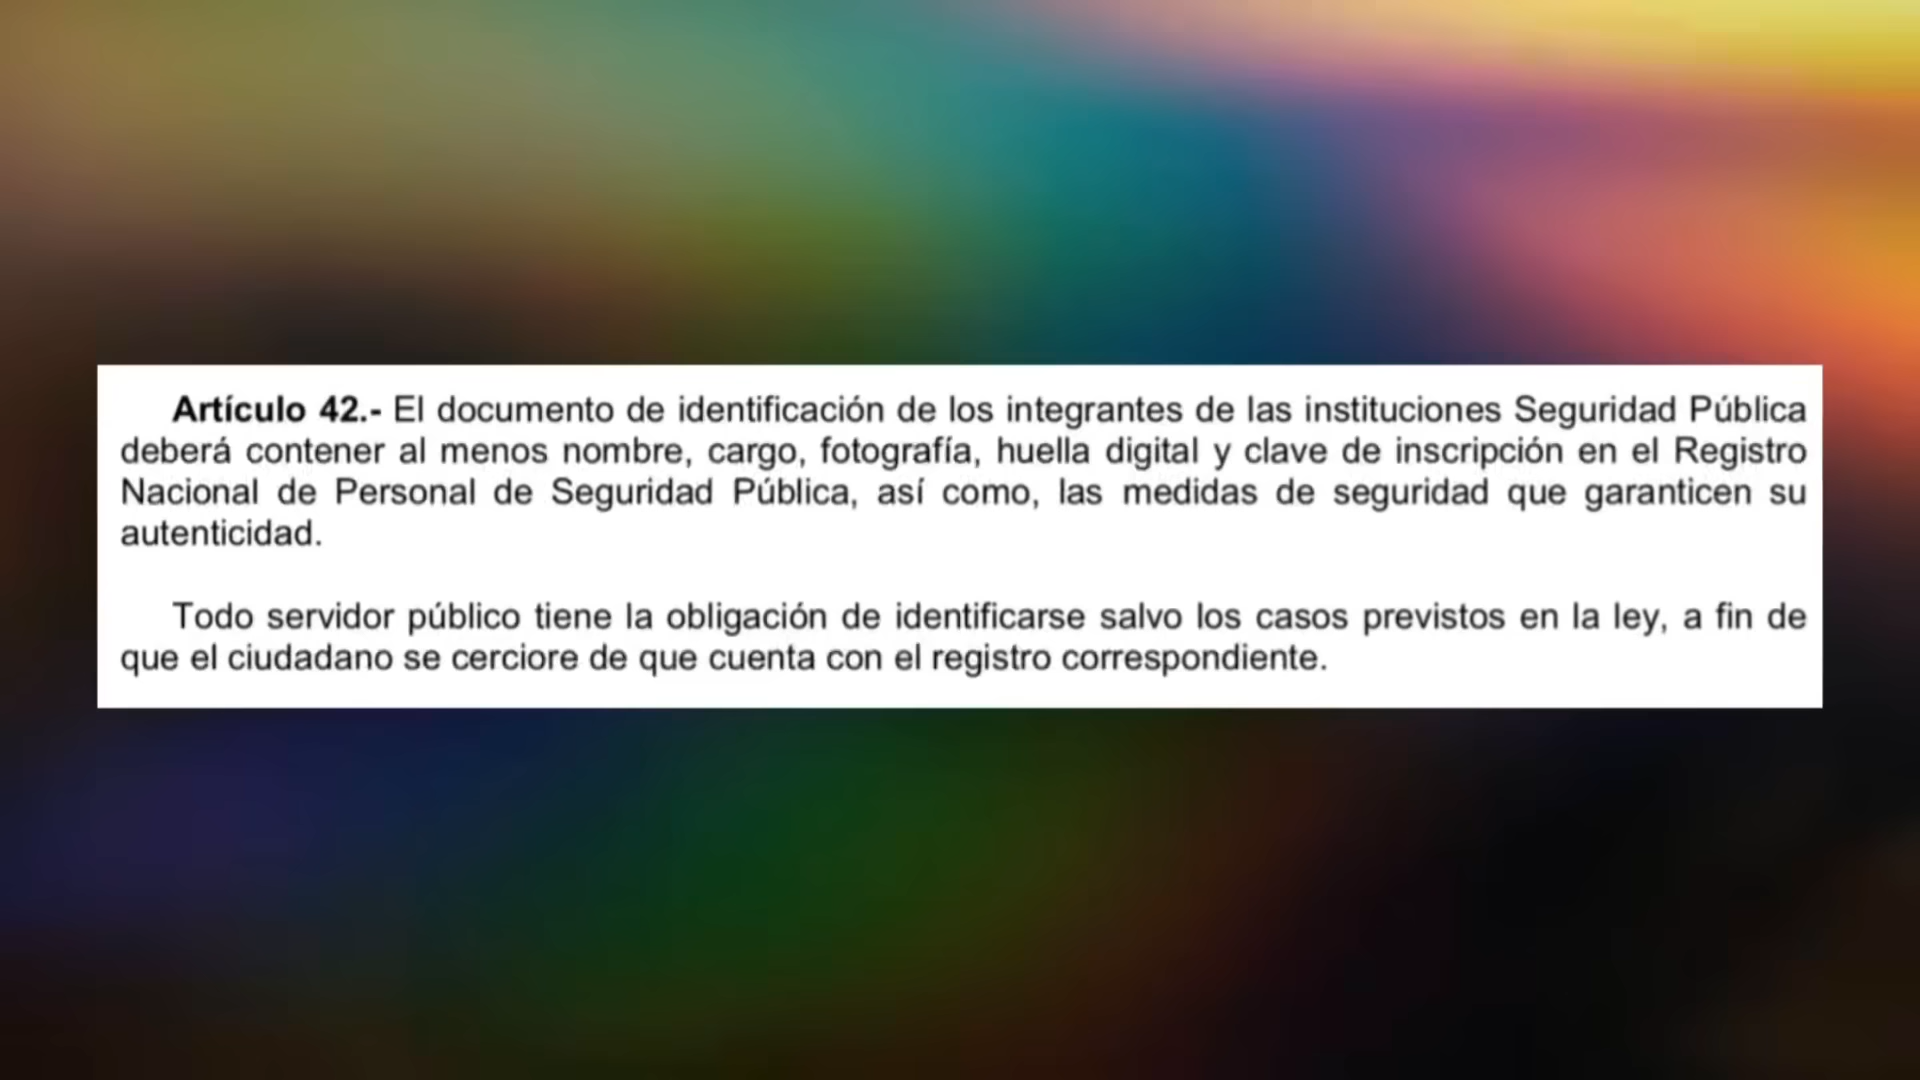 Artículo 42.- El documento de identificación de los integrantes de las instituciones Seguridad Pública
deberá contener al menos nombre, cargo, fotografía, huella digital y clave de inscripción en el Registro
Nacional de Personal de Seguridad Pública, así como, las medidas de seguridad que garanticen su
autenticidad.
Todo servidor público tiene la obligación de identificarse salvo los casos previstos en la ley, a fin de
que el ciudadano se cerciore de que cuenta con el registro correspondiente.